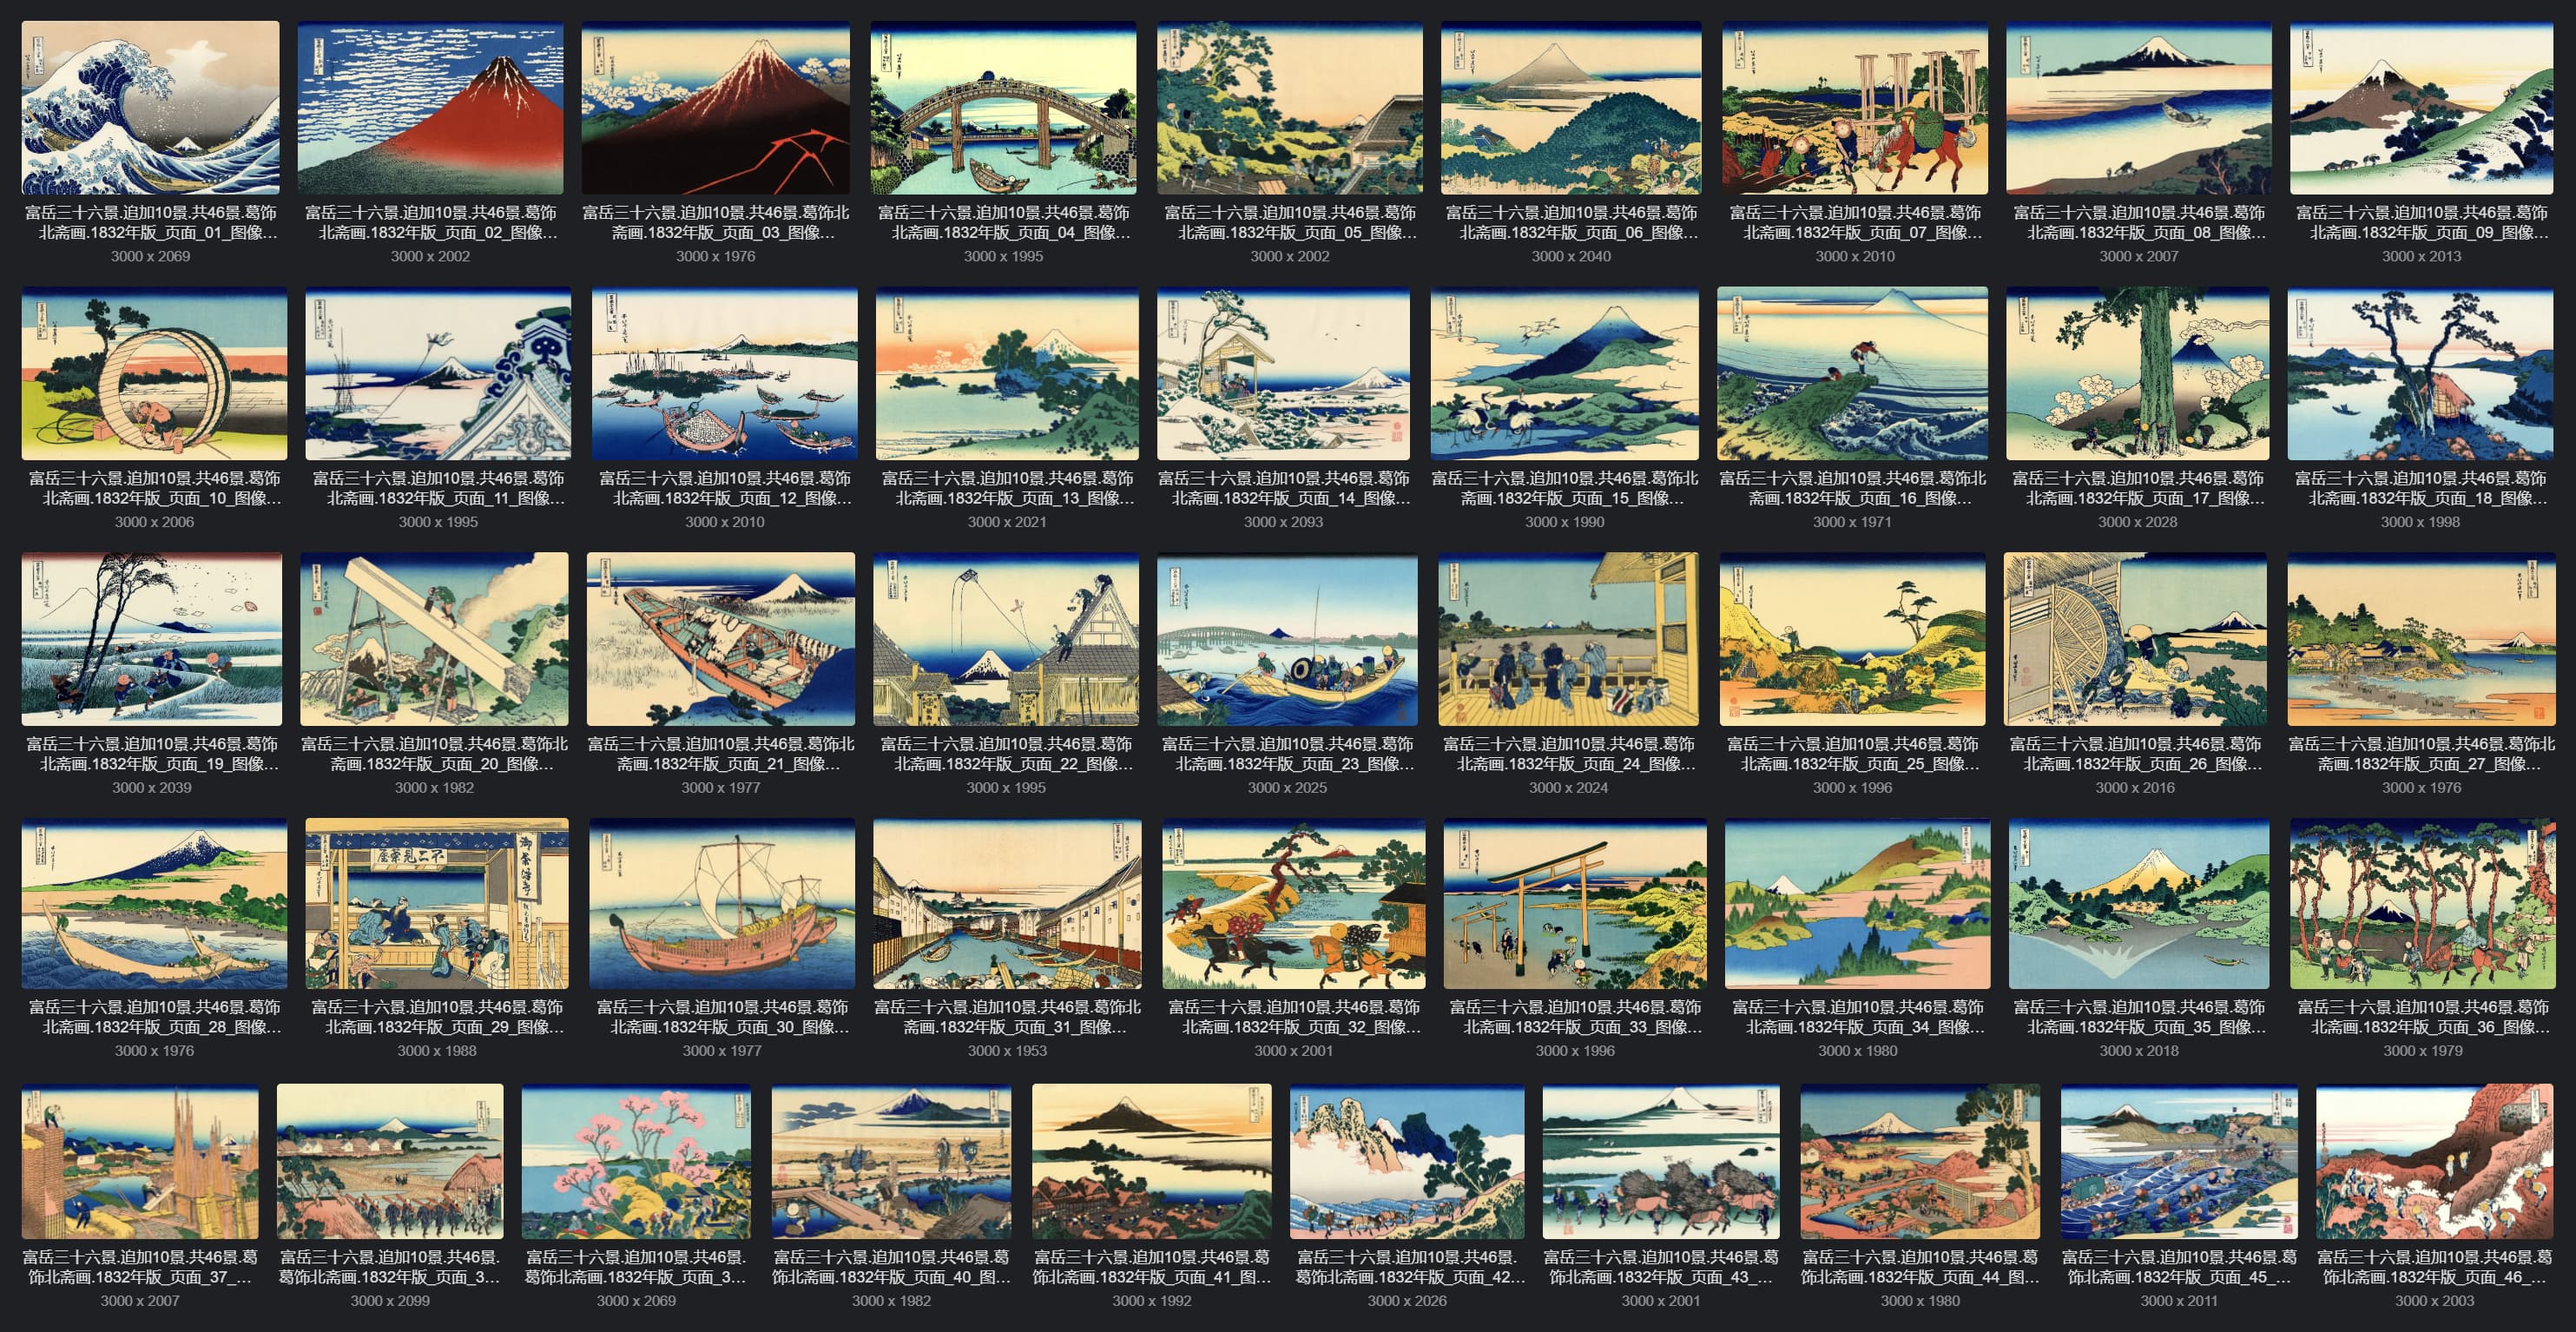 富岳三十六景.追加10景.共46景.葛饰
北斋画.1832年版_页面_01_图像...
3000 x 2069
富岳三十六景.追加10景.共46景.葛饰
北斋画.1832年版_页面_02_图像...
3000 x 2002
富岳三十六景.追加10景.共46景.葛饰北
斋画.1832年版_页面_03_图像...
3000 x 1976
富岳三十六景.追加10景.共46景.葛饰
北斋画.1832年版_页面_04_图像...
3000 x 1995
富岳三十六景.追加10景.共46景.葛饰
北斋画.1832年版_页面_05_图像...
3000 x 2002
富岳三十六景.追加10景.共46景.葛饰
北斋画.1832年版_页面_06_图像...
3000 x 2040
富岳三十六景.追加10景.共46景.葛饰
北斋画.1832年版_页面_07_图像...
3000 x 2010
富岳三十六景.追加10景.共46景.葛饰
北斋画.1832年版_页面_08_图像...
3000 x 2007
富岳三十六景.追加10景.共46景.葛饰
北斋画.1832年版_页面_09_图像...
3000 x 2013
富岳三十六景.追加10景.共46景.葛饰
北斋画.1832年版_页面_10_图像...
3000 x 2006
富岳三十六景.追加10景.共46景.葛饰
北斋画.1832年版_页面_11_图像...
3000 x 1995
富岳三十六景.追加10景.共46景.葛饰
北斋画.1832年版_页面_12_图像...
3000 x 2010
富岳三十六景.追加10景.共46景.葛饰
北斋画.1832年版_页面_13_图像...
3000 x 2021
富岳三十六景.追加10景.共46景.葛饰
北斋画.1832年版_页面_14_图像...
3000 x 2093
富岳三十六景.追加10景.共46景.葛饰北
斋画.1832年版_页面_15_图像...
3000 x 1990
富岳三十六景.追加10景.共46景.葛饰北
斋画.1832年版_页面_16_图像...
3000 x 1971
富岳三十六景.追加10景.共46景.葛饰
北斋画.1832年版_页面_17_图像...
3000 x 2028
富岳三十六景.追加10景.共46景.葛饰
北斋画.1832年版_页面_18_图像...
3000 x 1998
富岳三十六景.追加10景.共46景.葛饰
北斋画.1832年版_页面_19_图像...
3000 x 2039
富岳三十六景.追加10景.共46景.葛饰北
斋画.1832年版_页面_20_图像...
3000 x 1982
富岳三十六景.追加10景.共46景.葛饰北
斋画.1832年版_页面_21_图像...
3000 x 1977
富岳三十六景.追加10景.共46景.葛饰
北斋画.1832年版_页面_22_图像...
3000 x 1995
富岳三十六景.追加10景.共46景.葛饰
北斋画.1832年版_页面_23_图像...
3000 x 2025
富岳三十六景.追加10景.共46景.葛饰
北斋画.1832年版_页面_24_图像...
3000 x 2024
富岳三十六景.追加10景.共46景.葛饰
北斋画.1832年版_页面_25_图像...
3000 x 1996
富岳三十六景.追加10景.共46景.葛饰
北斋画.1832年版_页面_26_图像...
3000 x 2016
富岳三十六景.追加10景.共46景.葛饰北
斋画.1832年版_页面_27_图像...
3000 x 1976
富岳三十六景.追加10景.共46景.葛饰
北斋画.1832年版_页面_28_图像...
3000 x 1976
富岳三十六景.追加10景.共46景.葛饰
北斋画.1832年版_页面_29_图像...
3000 x 1988
富岳三十六景.追加10景.共46景.葛饰
北斋画.1832年版_页面_30_图像...
3000 x 1977
富岳三十六景.追加10景.共46景.葛饰北
斋画.1832年版_页面_31_图像...
3000 x 1953
富岳三十六景.追加10景.共46景.葛饰
北斋画.1832年版_页面_32_图像...
3000 x 2001
富岳三十六景.追加10景.共46景.葛饰
北斋画.1832年版_页面_33_图像...
3000 x 1996
富岳三十六景.追加10景.共46景.葛饰
北斋画.1832年版_页面_34_图像...
3000 x 1980
富岳三十六景.追加10景.共46景.葛饰
北斋画.1832年版_页面_35_图像...
3000 x 2018
富岳三十六景.追加10景.共46景.葛饰
北斋画.1832年版_页面_36_图像...
3000 x 1979
富岳三十六景.追加10景.共46景.葛
饰北斋画.1832年版_页面_37_...
3000 x 2007
富岳三十六景.追加10景.共46景.
葛饰北斋画.1832年版_页面_3...
3000 x 2099
富岳三十六景.追加10景.共46景.
葛饰北斋画.1832年版_页面_3...
3000 x 2069
富岳三十六景.追加10景.共46景.葛
饰北斋画.1832年版_页面_40_图...
3000 x 1982
富岳三十六景.追加10景.共46景.葛
饰北斋画.1832年版_页面_41_图...
3000 x 1992
富岳三十六景.追加10景.共46景.
葛饰北斋画.1832年版_页面_42...
3000 x 2026
富岳三十六景.追加10景.共46景.葛
饰北斋画.1832年版_页面_43_...
3000 x 2001
富岳三十六景.追加10景.共46景.葛
饰北斋画.1832年版_页面_44_图...
3000 x 1980
富岳三十六景.追加10景.共46景.葛
饰北斋画.1832年版_页面_45_...
3000 x 2011
富岳三十六景.追加10景.共46景.葛
饰北斋画.1832年版_页面_46_...
3000 x 2003